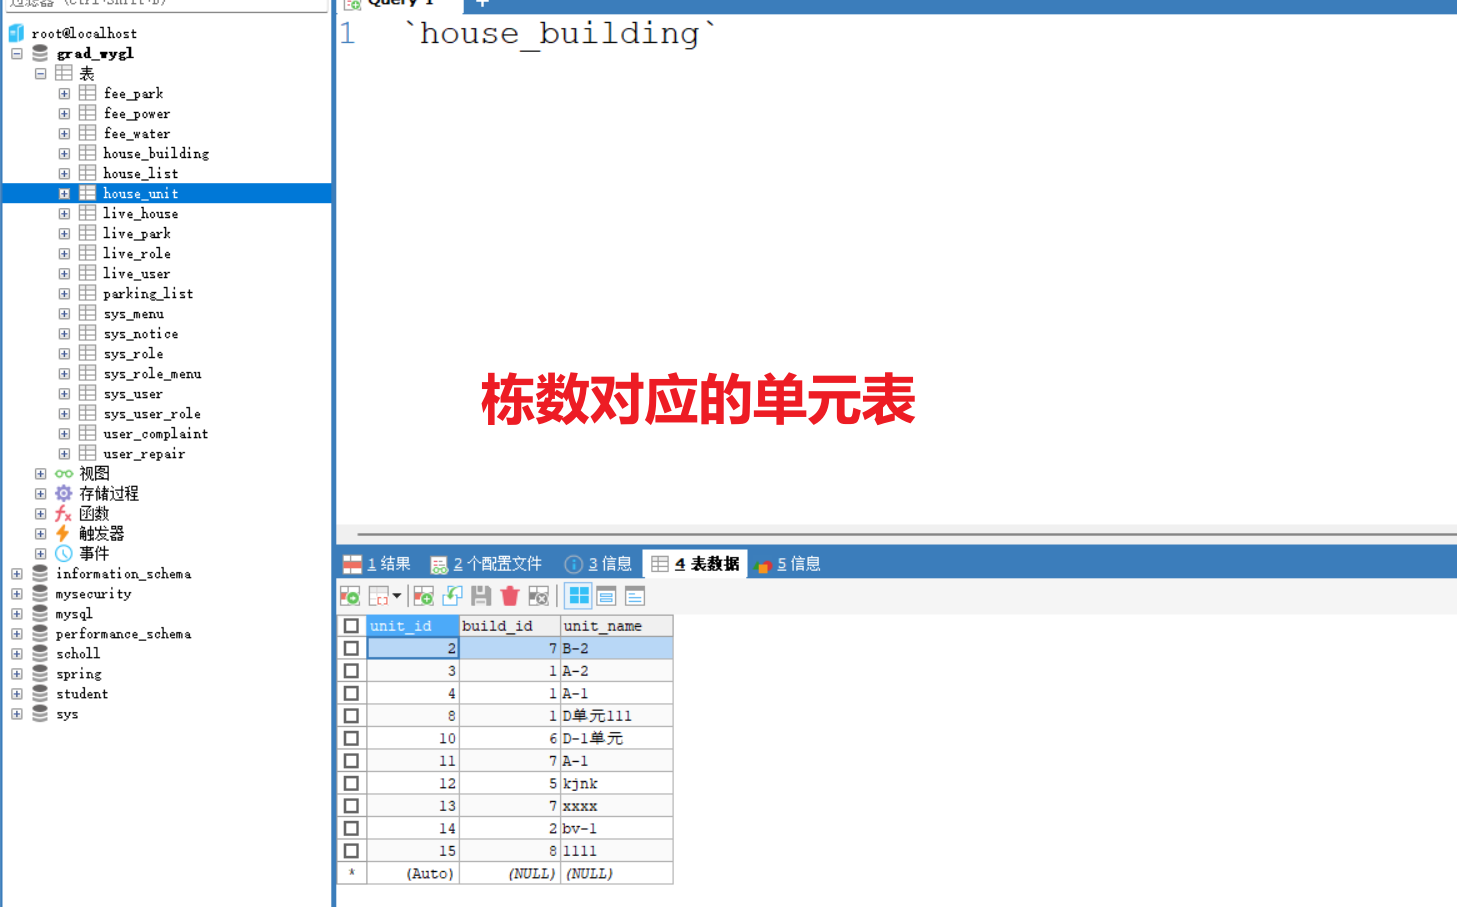 过滤器 (Ctrl+Shift+B)
root@localhost
grad_wygl
表
fee_park
fee_power
fee_water
house_building
house_list
house_unit
live_house
live_park
live_role
live_user
parking_list
sys_menu
sys_notice
sys_role
sys_role_menu
sys_user
sys_user_role
user_complaint
user_repair
视图
存储过程
函数
触发器
事件
information_schema
mysecurity
mysql
performance_schema
scholl
spring
student
sys
Query 1 +
1 `house_building`
栋数对应的单元表
1 结果 2 个配置文件 3 信息 4 表数据 5 信息
unit_id build_id unit_name
2 7 B-2
3 1 A-2
4 1 A-1
8 1 D单元111
10 6 D-1单元
11 7 A-1
12 5 kjnk
13 7 xxxx
14 2 bv-1
15 8 1111
* (Auto) (NULL) (NULL)